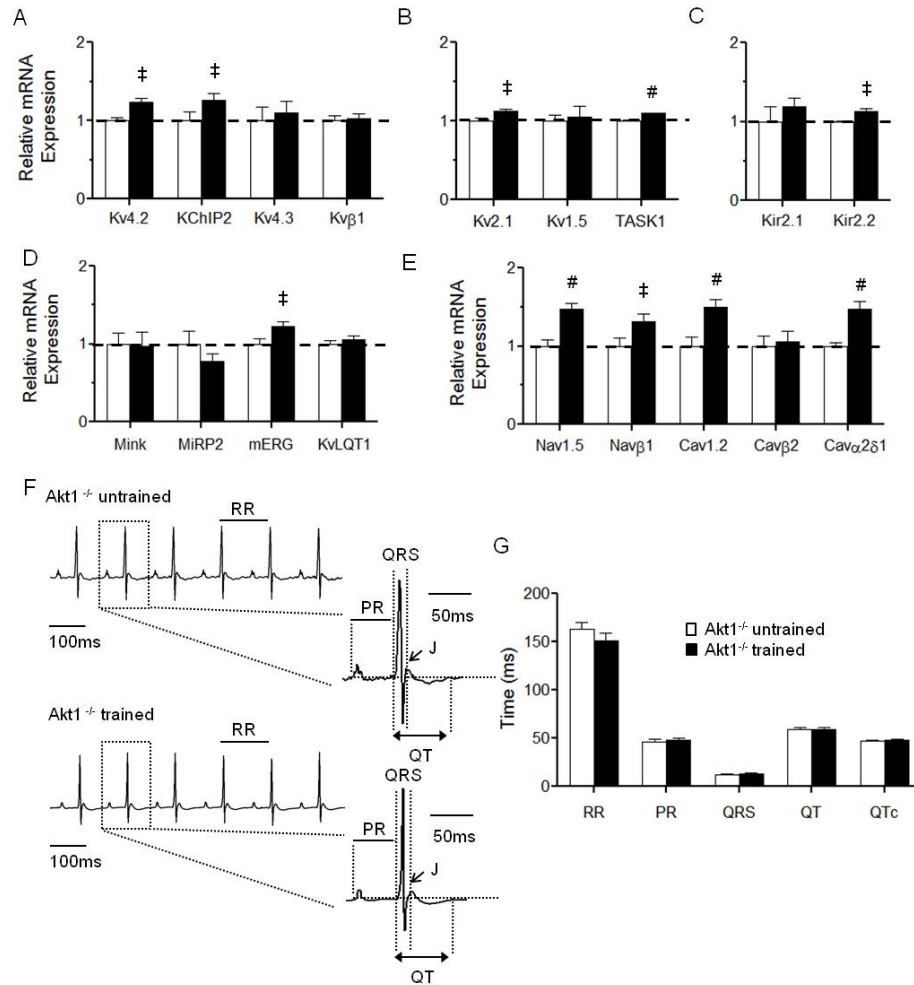 A
B
C
Relative mRNA
Expression
2
1
0
‡
‡
Kv4.2 KChIP2 Kv4.3 Kvβ1
2
1
0
‡
#
Kv2.1 Kv1.5 TASK1
2
1
0
‡
Kir2.1 Kir2.2
D
E
Relative mRNA
Expression
2
1
0
‡
Mink MiRP2 mERG KvLQT1
Relative mRNA
Expression
2
1
0
#
‡
#
#
Nav1.5 Navβ1 Cav1.2 Cavβ2 Cavα2δ1
F
Akt1 -/- untrained
RR
100ms
QRS
PR
50ms
J
QT
Akt1 -/- trained
RR
100ms
QRS
PR
50ms
J
QT
G
Time (ms)
200
150
100
50
0
Akt1-/- untrained
Akt1-/- trained
RR PR QRS QT QTc